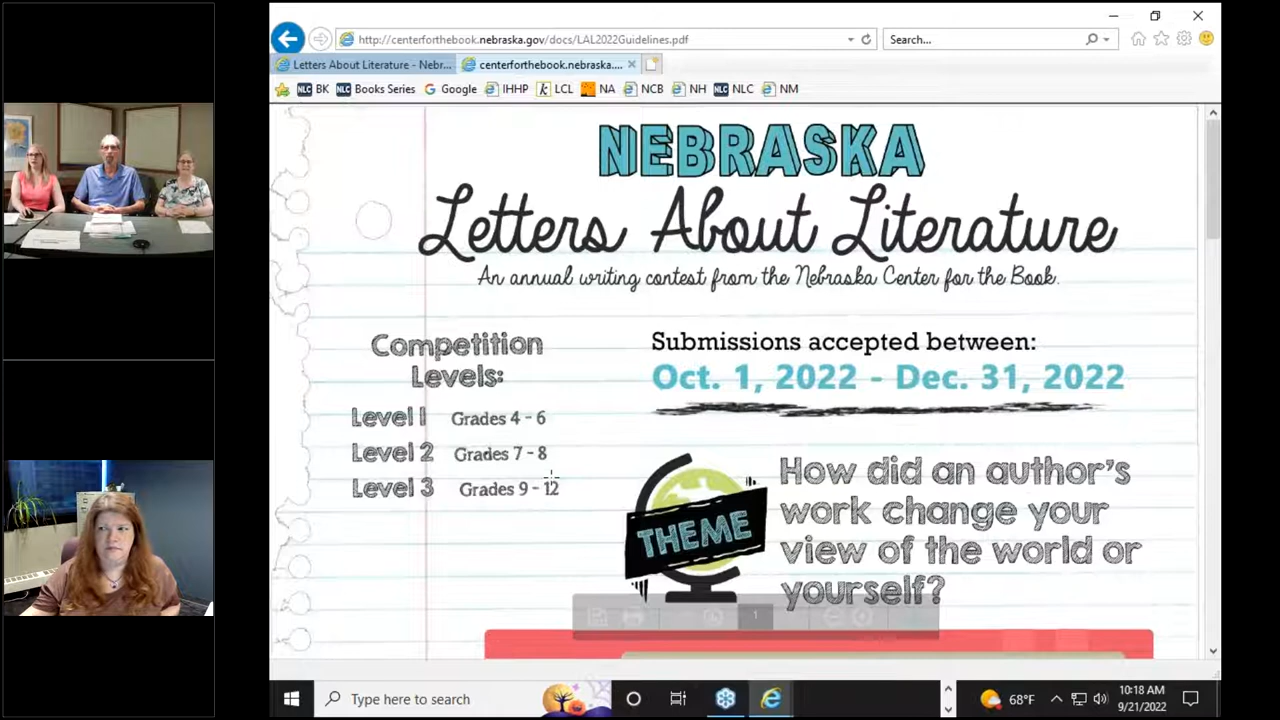 http://centerforthebook.nebraska.gov/docs/LAL2022Guidelines.pdf
Search...
Letters About Literature - Nebr...
centerforthebook.nebraska....
NLC BK
NLC Books Series
G Google
IHHP
k LCL
NA
NCB
NH
NLC NLC
NM
NEBRASKA
Letters About Literature
An annual writing contest from the Nebraska Center for the Book.
Competition
Levels:
Level 1 Grades 4 - 6
Level 2 Grades 7 - 8
Level 3 Grades 9 - 12
Submissions accepted between:
Oct. 1, 2022 - Dec. 31, 2022
THEME
How did an author's
work change your
view of the world or
yourself?
1
Type here to search
68°F
10:18 AM
9/21/2022